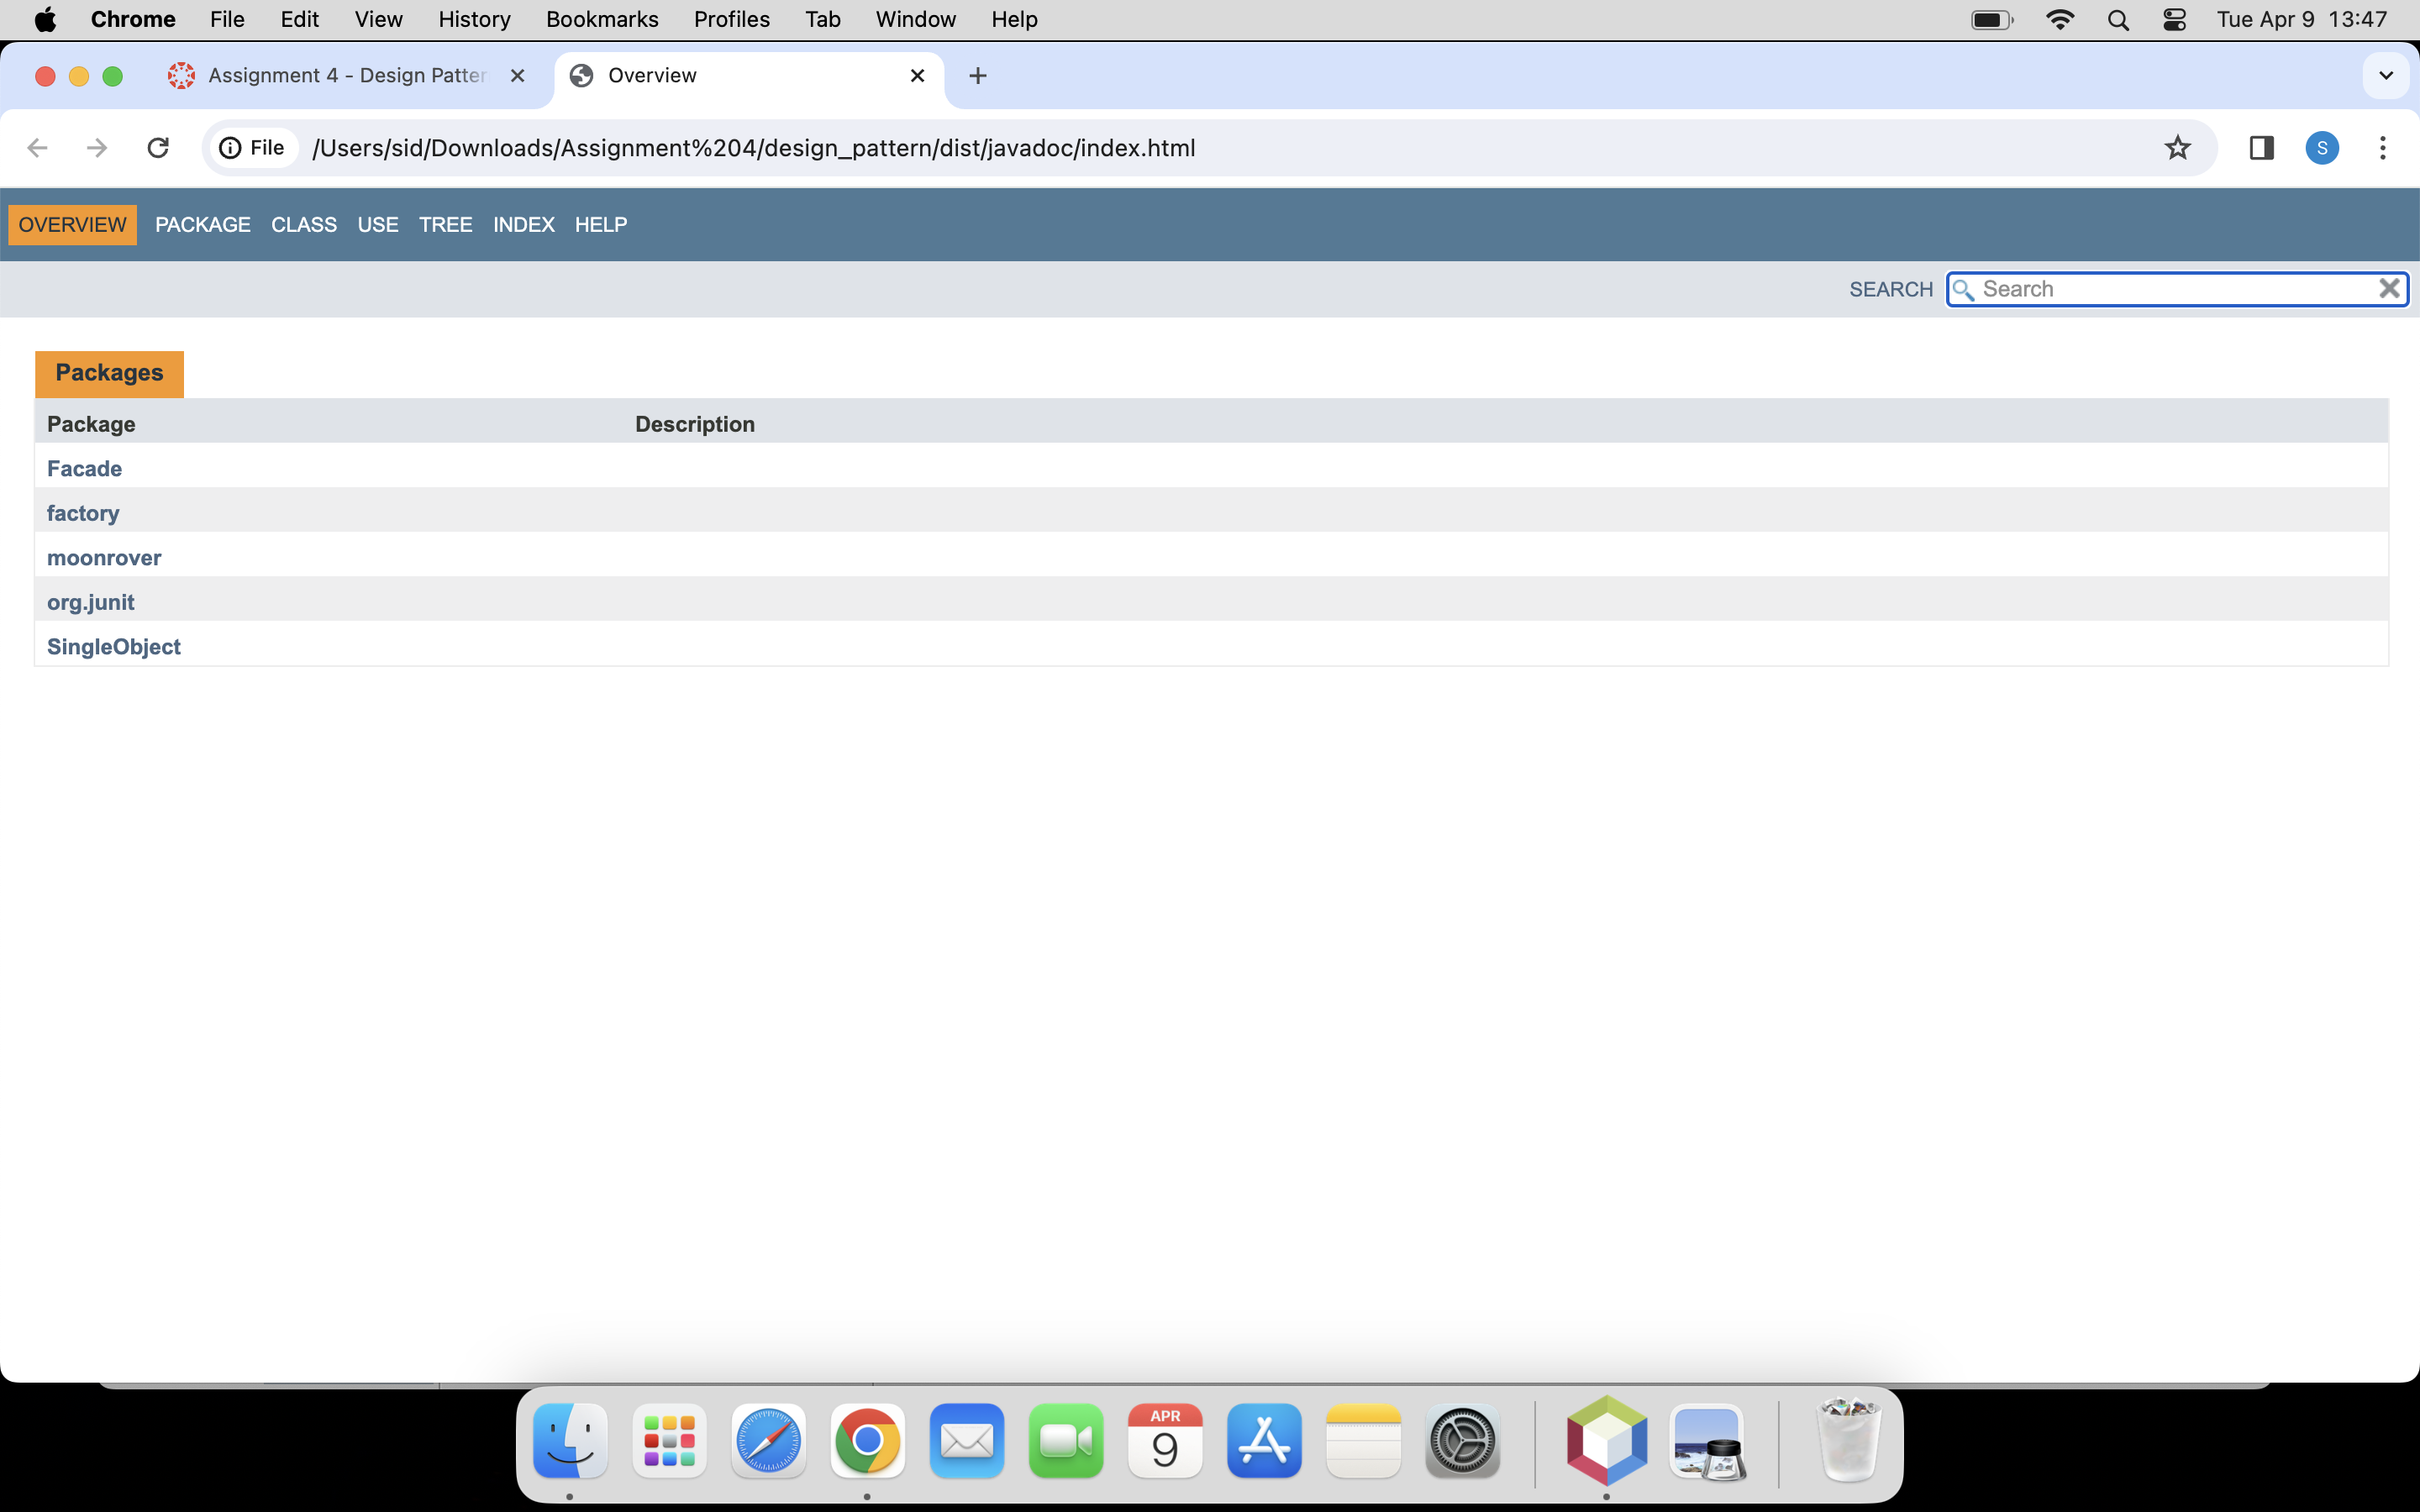 Chrome File Edit View History Bookmarks Profiles Tab Window Help Tue Apr 9 13:47
Assignment 4 - Design Patter Overview
File /Users/sid/Downloads/Assignment%204/design_pattern/dist/javadoc/index.html S
OVERVIEW PACKAGE CLASS USE TREE INDEX HELP
SEARCH Search
Packages
Package Description
Facade
factory
moonrover
org.junit
SingleObject
APR
9